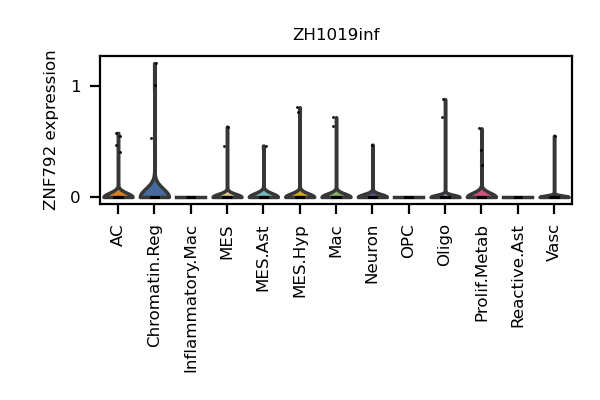 ZH1019inf
ZNF792 expression
1
0
AC
Chromatin.Reg
Inflammatory.Mac
MES
MES.Ast
MES.Hyp
Mac
Neuron
OPC
Oligo
Prolif.Metab
Reactive.Ast
Vasc